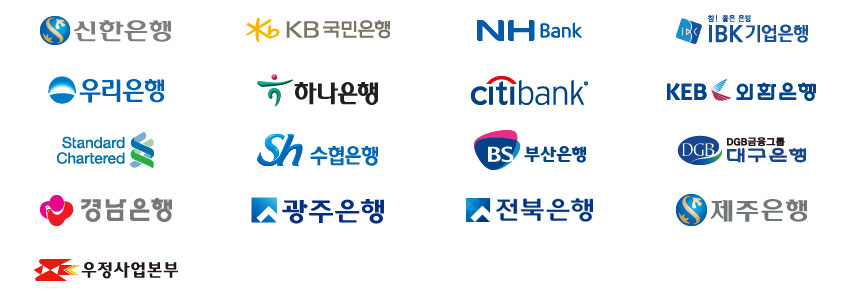 신한은행
Kb KB국민은행
NH Bank
참! 좋은 은행
IBK기업은행
우리은행
하나은행
citibank
KEB 외환은행
Standard
Chartered
Sh 수협은행
BS 부산은행
DGB금융그룹
DGB 대구은행
경남은행
광주은행
전북은행
제주은행
우정사업본부